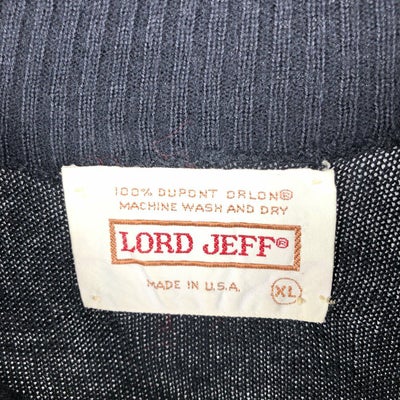 100% DUPONT ORLON®
MACHINE WASH AND DRY
LORD JEFF®
MADE IN U.S.A. XL